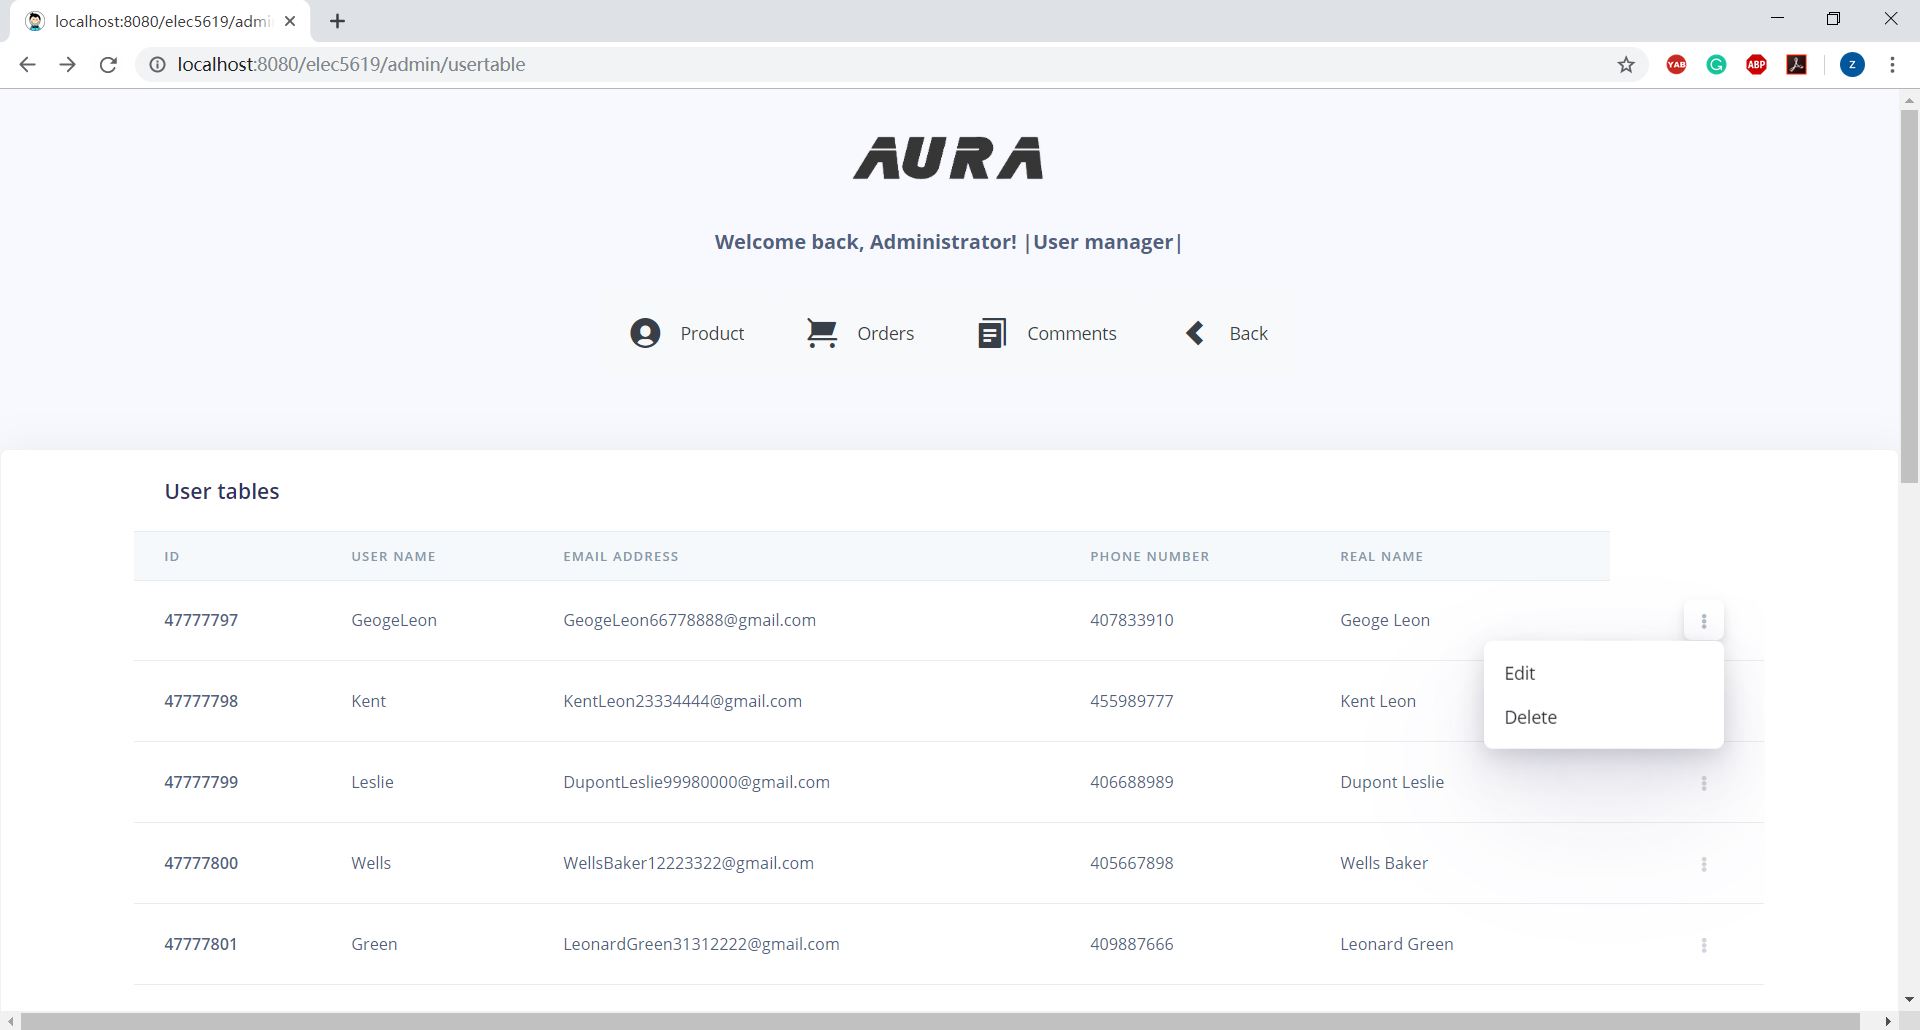 localhost:8080/elec5619/admi
localhost:8080/elec5619/admin/usertable
YAB
ABP
Z
AURA
Welcome back, Administrator! |User manager|
Product Orders Comments Back
User tables
ID USER NAME EMAIL ADDRESS PHONE NUMBER REAL NAME
47777797 GeogeLeon GeogeLeon66778888@gmail.com 407833910 Geoge Leon
Edit
47777798 Kent KentLeon23334444@gmail.com 455989777 Kent Leon
Delete
47777799 Leslie DupontLeslie99980000@gmail.com 406688989 Dupont Leslie
47777800 Wells WellsBaker12223322@gmail.com 405667898 Wells Baker
47777801 Green LeonardGreen31312222@gmail.com 409887666 Leonard Green